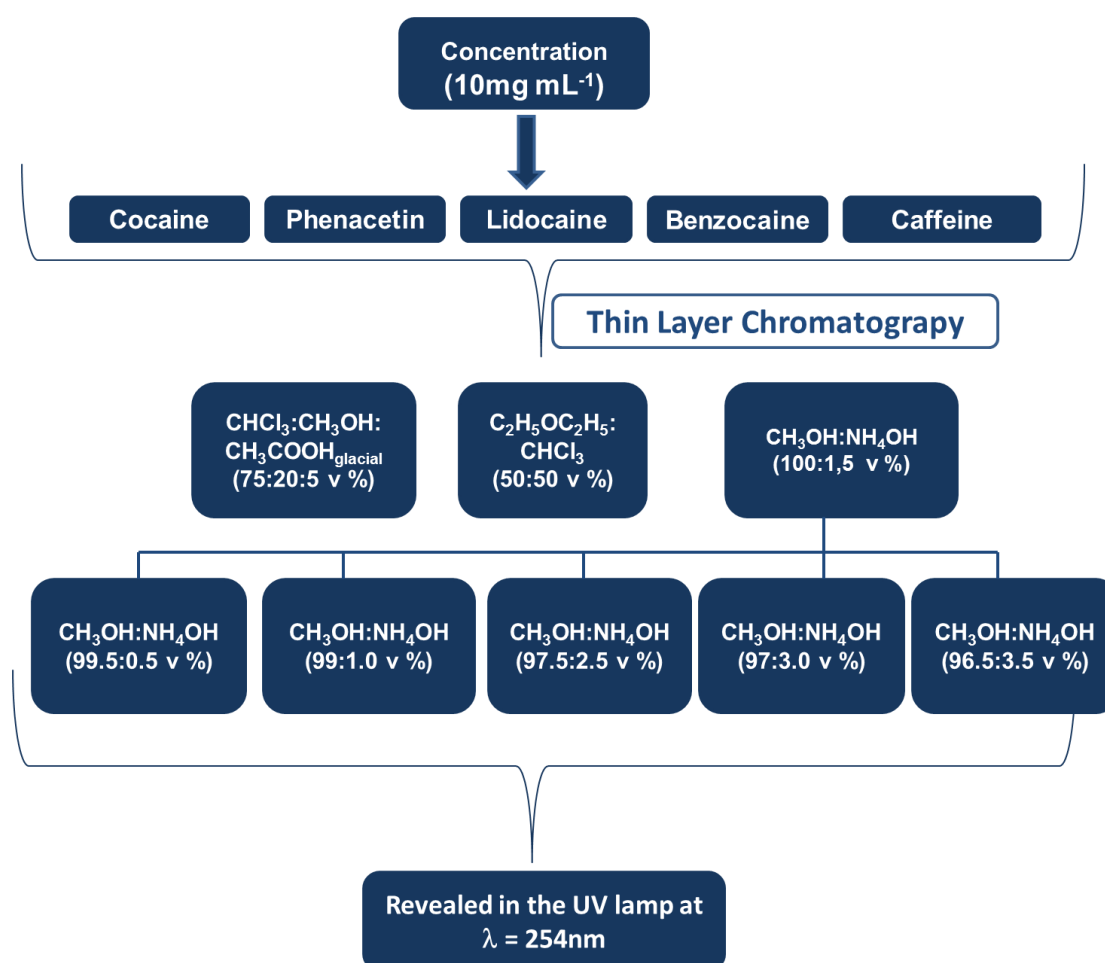 Concentration
(10mg mL⁻¹)
Cocaine
Phenacetin
Lidocaine
Benzocaine
Caffeine
Thin Layer Chromatograpy
CHCl₃:CH₃OH:
CH₃COOH_glacial
(75:20:5 v %)
C₂H₅OC₂H₅:
CHCl₃
(50:50 v %)
CH₃OH:NH₄OH
(100:1,5 v %)
CH₃OH:NH₄OH
(99.5:0.5 v %)
CH₃OH:NH₄OH
(99:1.0 v %)
CH₃OH:NH₄OH
(97.5:2.5 v %)
CH₃OH:NH₄OH
(97:3.0 v %)
CH₃OH:NH₄OH
(96.5:3.5 v %)
Revealed in the UV lamp at
λ = 254nm